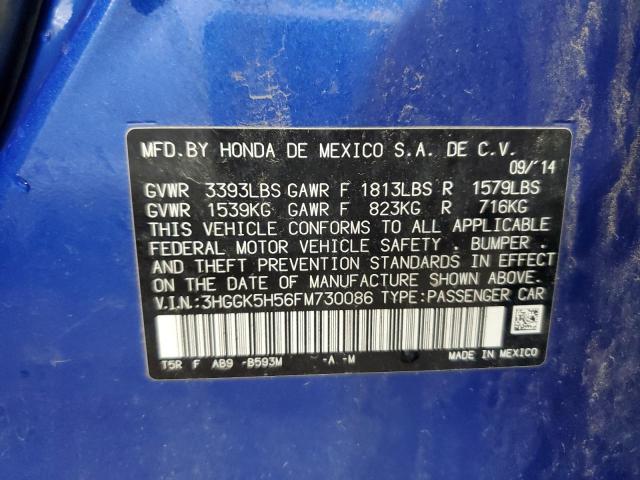 MFD.BY HONDA DE MEXICO S.A. DE C.V.
09/'14
GVWR 3393LBS GAWR F 1813LBS R 1579LBS
GVWR 1539KG GAWR F 823KG R 716KG
THIS VEHICLE CONFORMS TO ALL APPLICABLE
FEDERAL MOTOR VEHICLE SAFETY . BUMPER .
AND THEFT PREVENTION STANDARDS IN EFFECT
ON THE DATE OF MANUFACTURE SHOWN ABOVE.
V.I.N.:3HGGK5H56FM730086 TYPE:PASSENGER CAR
T5R F AB9 -B593M -A -M MADE IN MEXICO